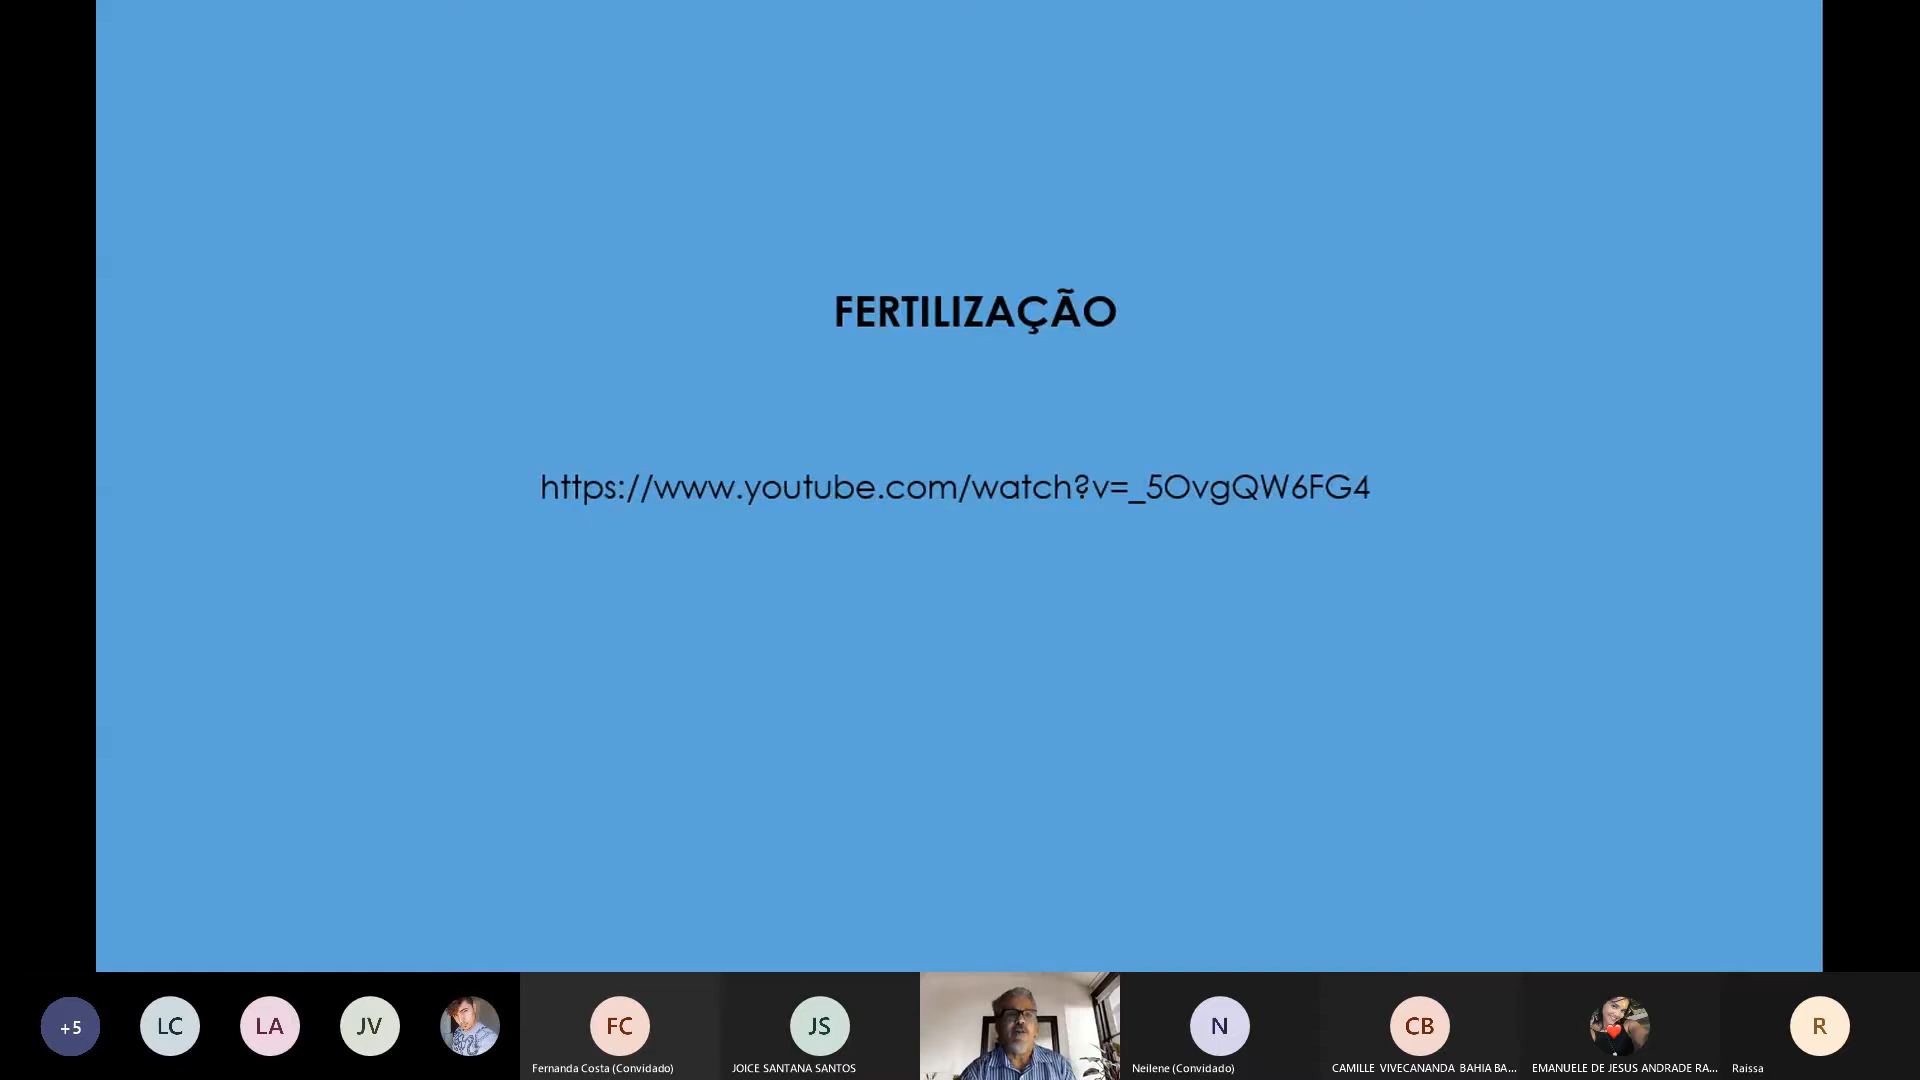 FERTILIZAÇÃO
https://www.youtube.com/watch?v=_5OvgQW6FG4
+5
LC
LA
JV
FC
JS
N
CB
R
Fernanda Costa (Convidado)
JOICE SANTANA SANTOS
Neilene (Convidado)
CAMILLE VIVECANANDA BAHIA BA...
EMANUELE DE JESUS ANDRADE RA...
Raissa